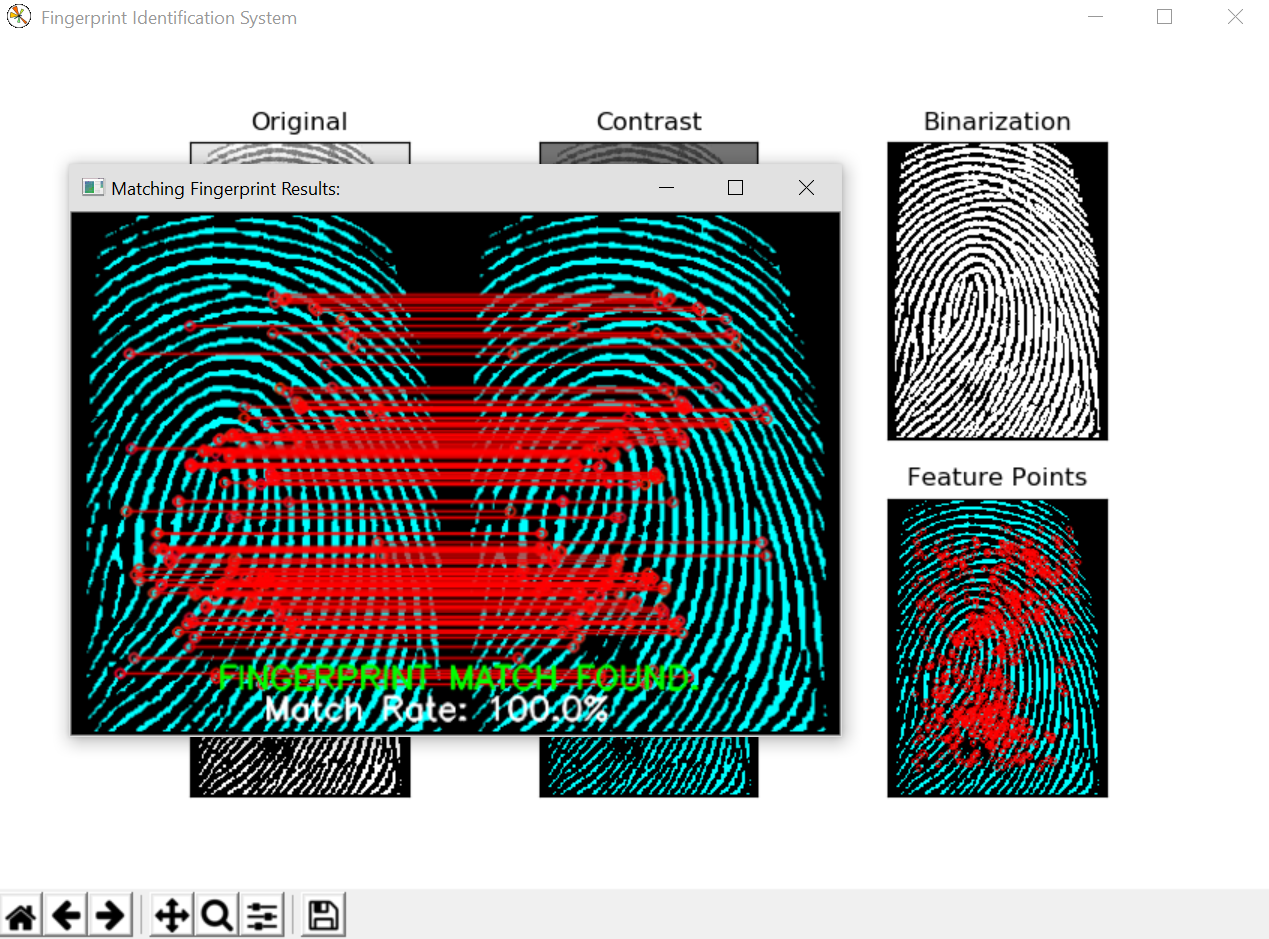 Fingerprint Identification System
Original
Contrast
Binarization
Matching Fingerprint Results:
Feature Points
FINGERPRINT MATCH FOUND.
Match Rate: 100.0%